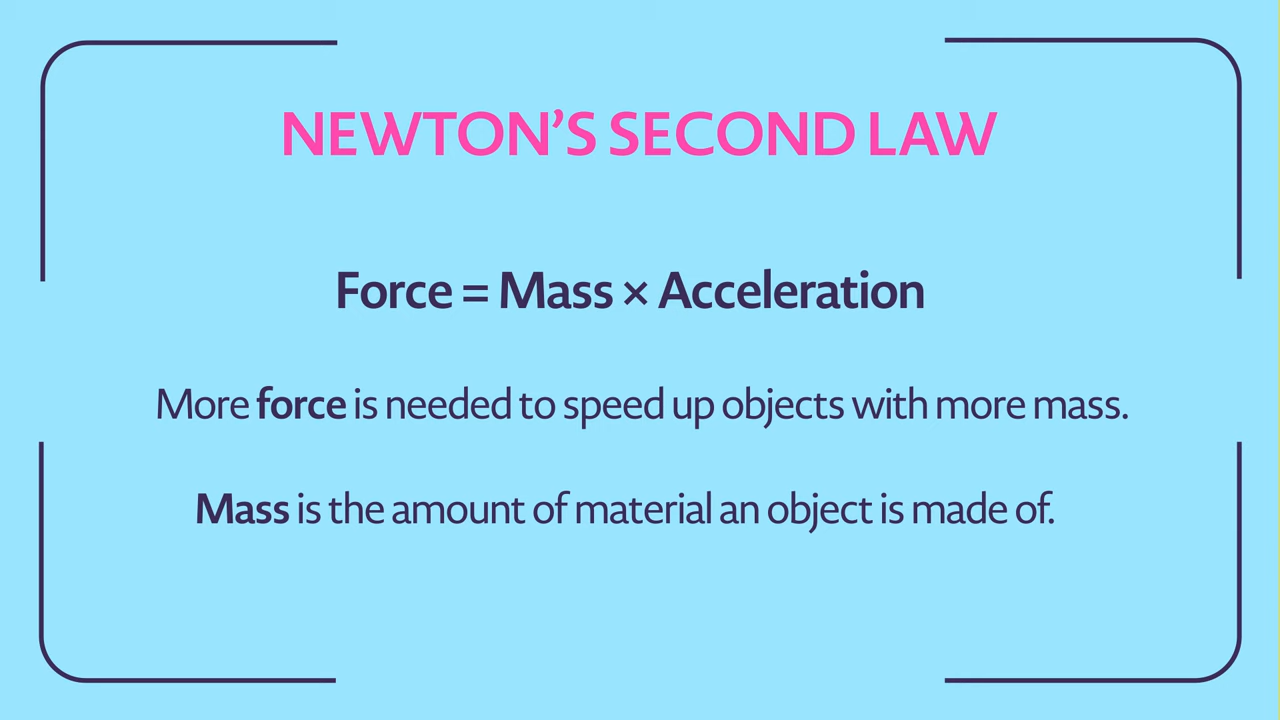 NEWTON’S SECOND LAW
Force = Mass × Acceleration
More force is needed to speed up objects with more mass.
Mass is the amount of material an object is made of.